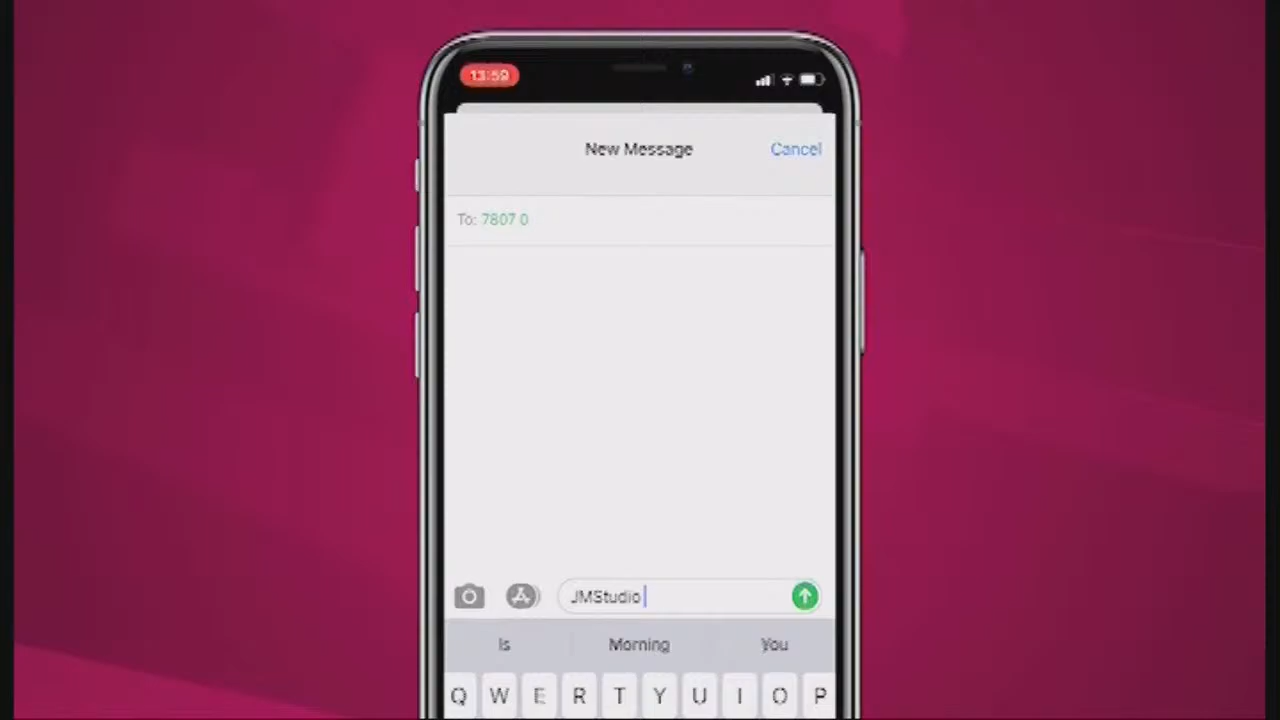 13:59
New Message Cancel
To: 7807 0
JMStudio
Is Morning You
Q W E R T Y U I O P